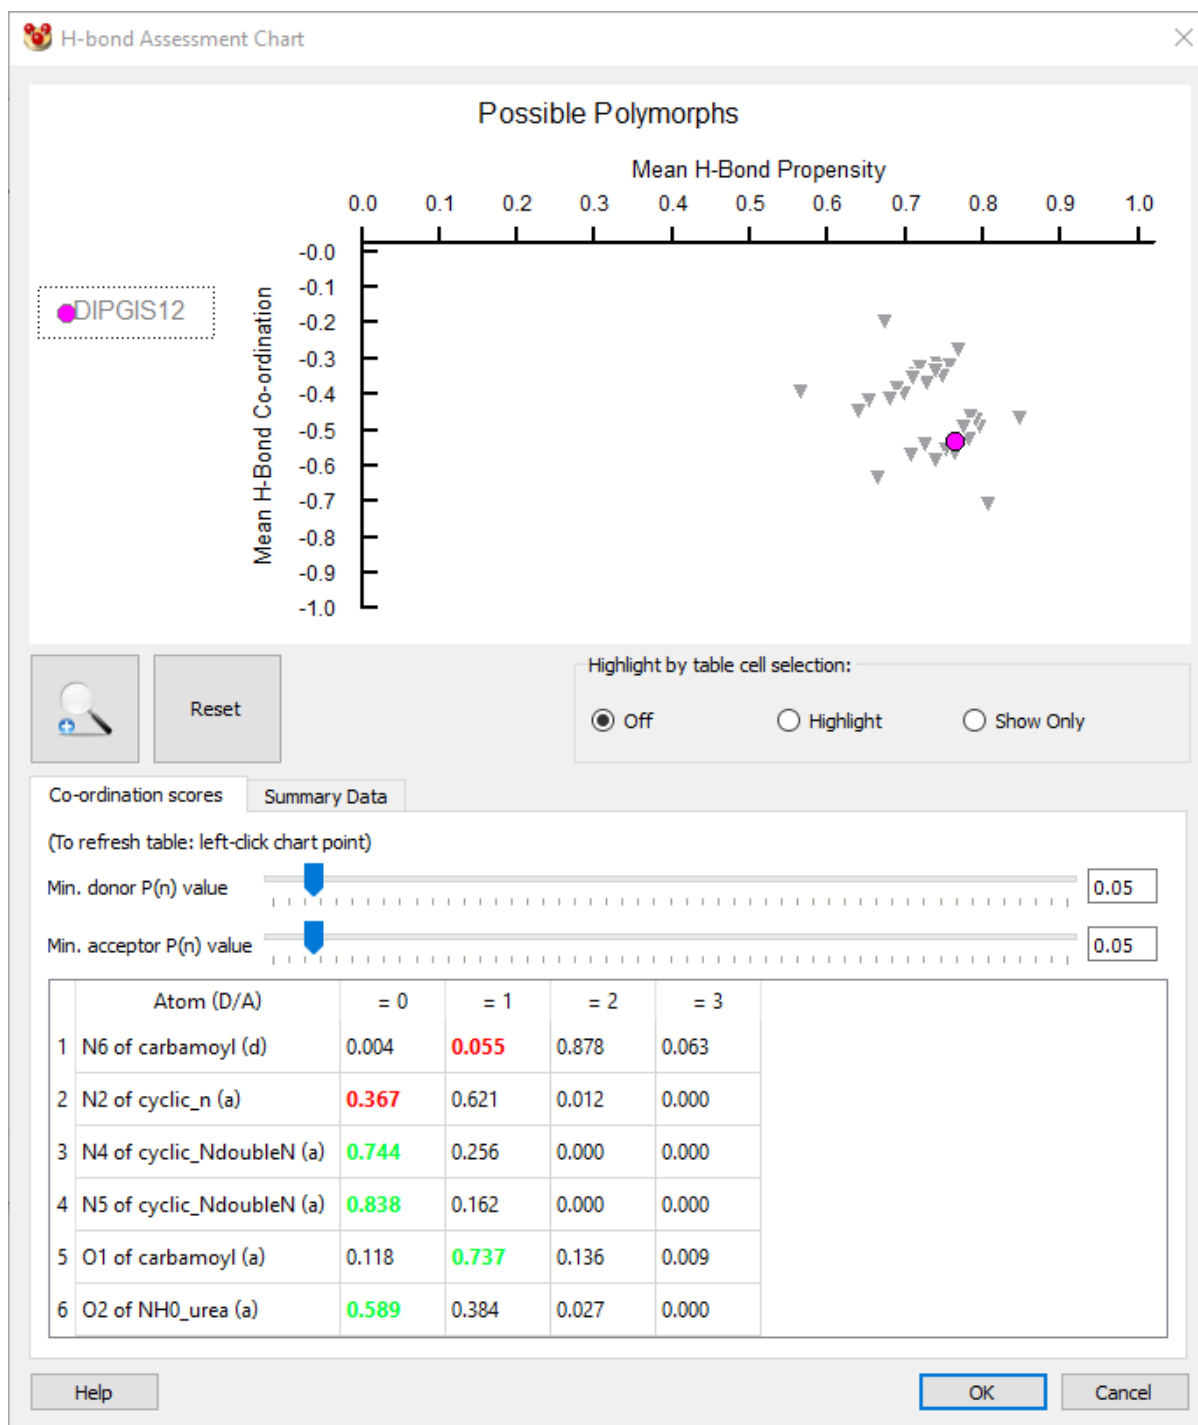 H-bond Assessment Chart
Possible Polymorphs
Mean H-Bond Propensity
0.0 0.1 0.2 0.3 0.4 0.5 0.6 0.7 0.8 0.9 1.0
DIPGIS12
Mean H-Bond Co-ordination
-0.0
-0.1
-0.2
-0.3
-0.4
-0.5
-0.6
-0.7
-0.8
-0.9
-1.0
Reset
Highlight by table cell selection:
Off Highlight Show Only
Co-ordination scores Summary Data
(To refresh table: left-click chart point)
Min. donor P(n) value 0.05
Min. acceptor P(n) value 0.05
Atom (D/A) = 0 = 1 = 2 = 3
1 N6 of carbamoyl (d) 0.004 0.055 0.878 0.063
2 N2 of cyclic_n (a) 0.367 0.621 0.012 0.000
3 N4 of cyclic_NdoubleN (a) 0.744 0.256 0.000 0.000
4 N5 of cyclic_NdoubleN (a) 0.838 0.162 0.000 0.000
5 O1 of carbamoyl (a) 0.118 0.737 0.136 0.009
6 O2 of NH0_urea (a) 0.589 0.384 0.027 0.000
Help OK Cancel